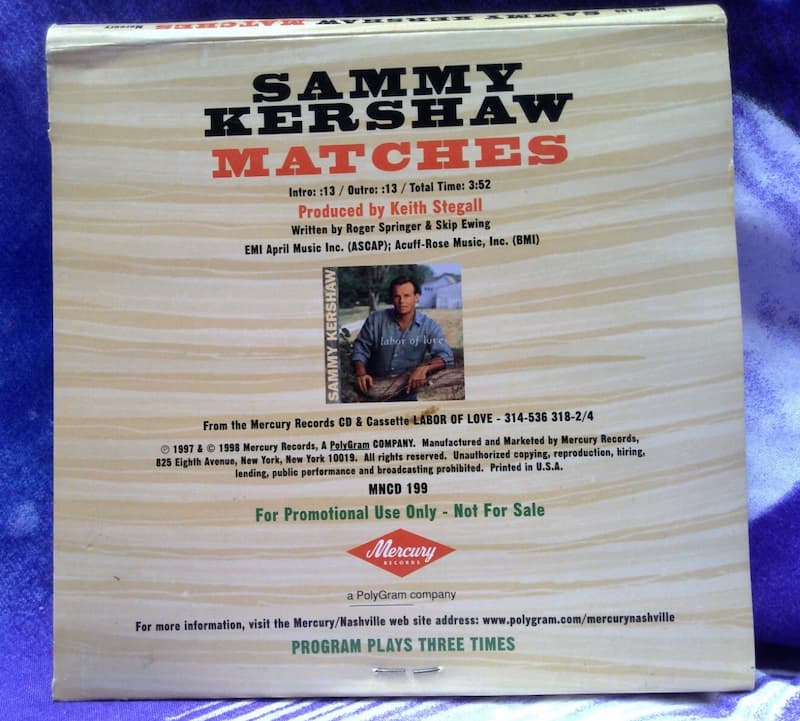 MNCD 199 SAMMY KERSHAW MATCHES Mercury
SAMMY
KERSHAW
MATCHES
Intro: :13 / Outro: :13 / Total Time: 3:52
Produced by Keith Stegall
Written by Roger Springer & Skip Ewing
EMI April Music Inc. (ASCAP); Acuff-Rose Music, Inc. (BMI)
SAMMY KERSHAW
labor of love
From the Mercury Records CD & Cassette LABOR OF LOVE - 314-536 318-2/4
℗ 1997 & © 1998 Mercury Records, A PolyGram COMPANY. Manufactured and Marketed by Mercury Records,
825 Eighth Avenue, New York, New York 10019. All rights reserved. Unauthorized copying, reproduction, hiring,
lending, public performance and broadcasting prohibited. Printed in U.S.A.
MNCD 199
For Promotional Use Only - Not For Sale
Mercury
RECORDS
a PolyGram company
For more information, visit the Mercury/Nashville web site address: www.polygram.com/mercurynashville
PROGRAM PLAYS THREE TIMES